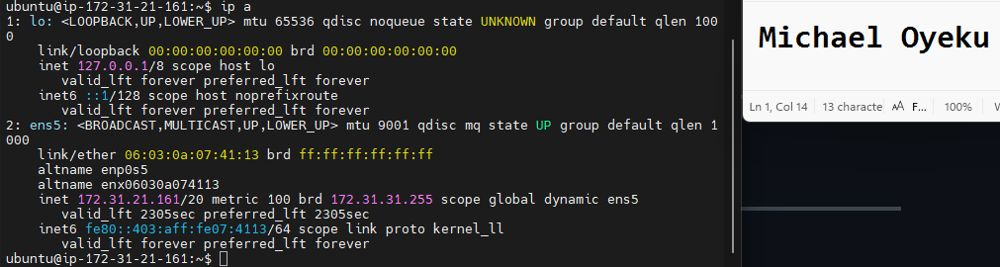 ubuntu@ip-172-31-21-161:~$ ip a
1: lo: <LOOPBACK,UP,LOWER_UP> mtu 65536 qdisc noqueue state UNKNOWN group default qlen 100
0
    link/loopback 00:00:00:00:00:00 brd 00:00:00:00:00:00
    inet 127.0.0.1/8 scope host lo
       valid_lft forever preferred_lft forever
    inet6 ::1/128 scope host noprefixroute
       valid_lft forever preferred_lft forever
2: ens5: <BROADCAST,MULTICAST,UP,LOWER_UP> mtu 9001 qdisc mq state UP group default qlen 1
000
    link/ether 06:03:0a:07:41:13 brd ff:ff:ff:ff:ff:ff
    altname enp0s5
    altname enx06030a074113
    inet 172.31.21.161/20 metric 100 brd 172.31.31.255 scope global dynamic ens5
       valid_lft 2305sec preferred_lft 2305sec
    inet6 fe80::403:aff:fe07:4113/64 scope link proto kernel_ll
       valid_lft forever preferred_lft forever
ubuntu@ip-172-31-21-161:~$
Michael Oyeku
Ln 1, Col 14 13 characte AA F... 100% W